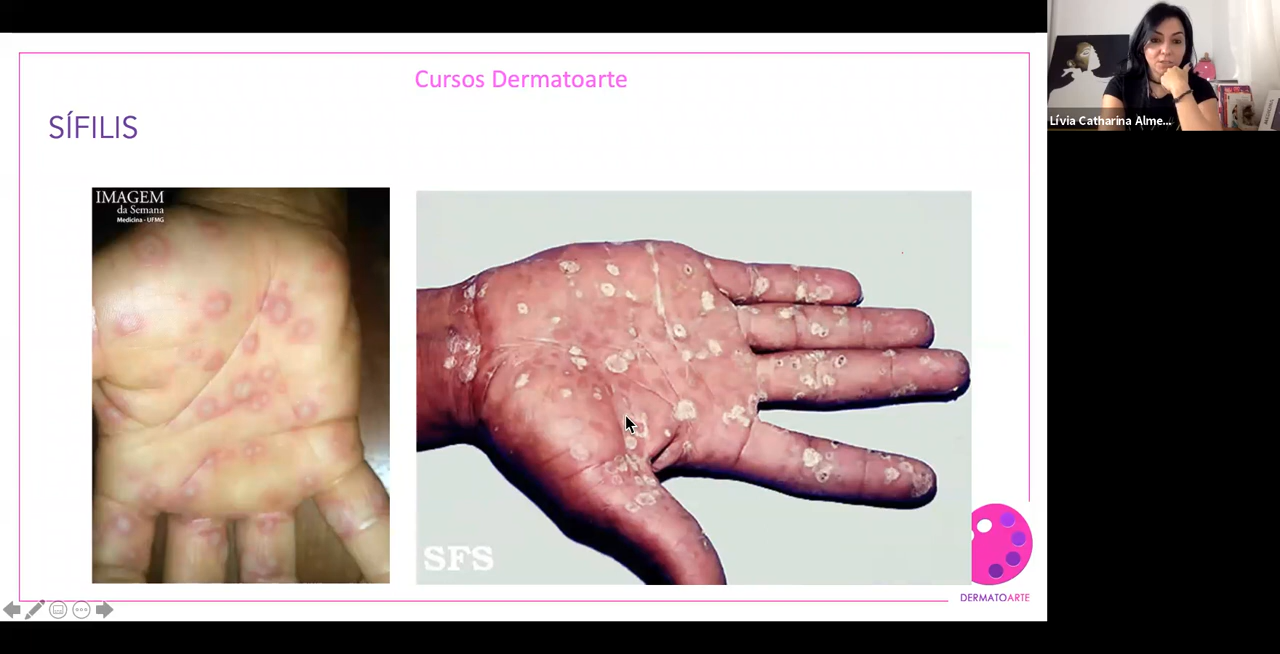 Cursos Dermatoarte
SÍFILIS
IMAGEM
da Semana
Medicina - UFMG
SFS
DERMATOARTE
Lívia Catharina Alme...